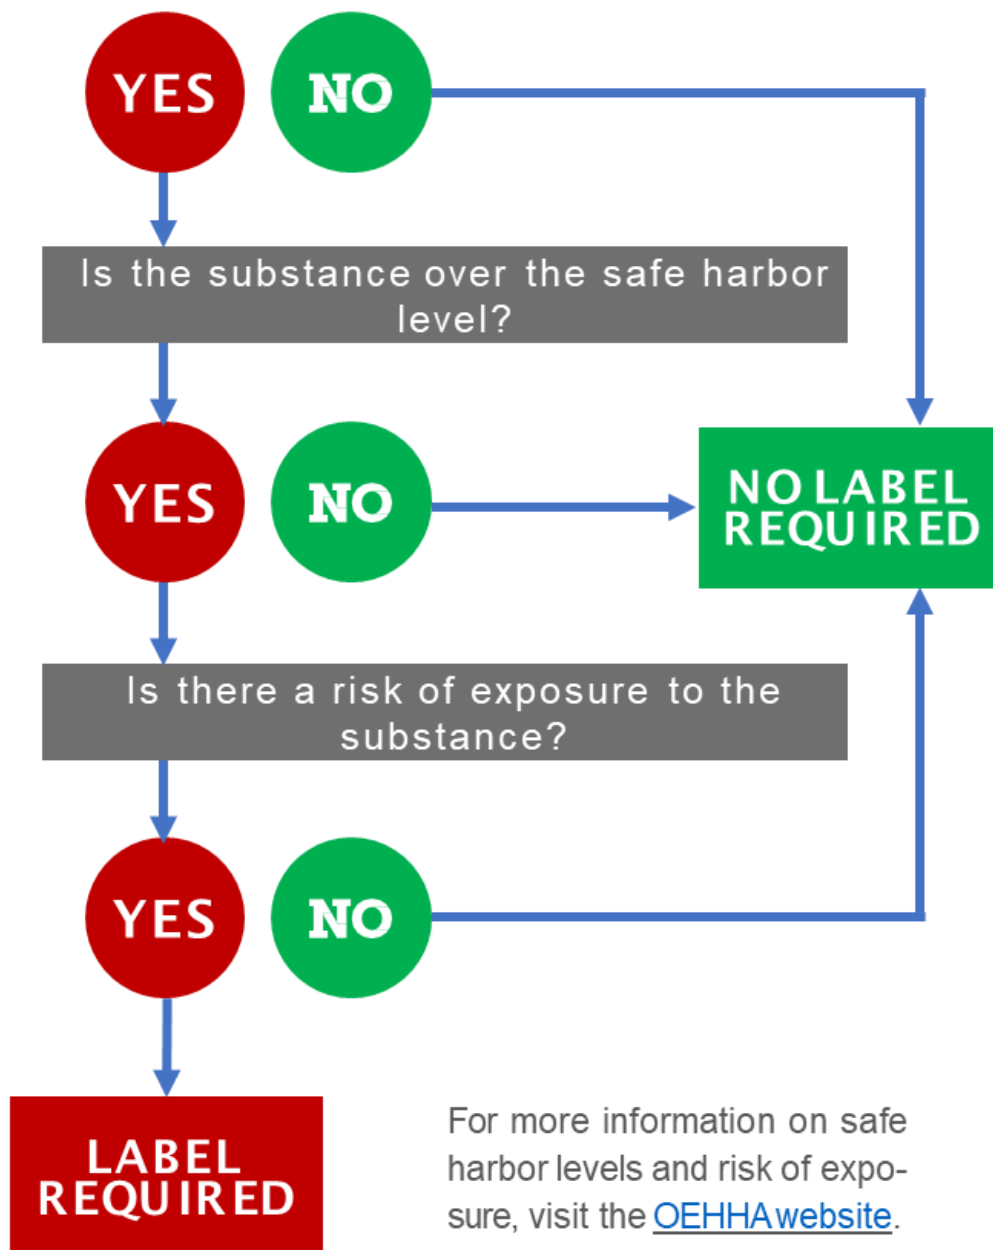 YES NO
Is the substance over the safe harbor
level?
YES NO
NO LABEL
REQUIRED
Is there a risk of exposure to the
substance?
YES NO
LABEL
REQUIRED
For more information on safe
harbor levels and risk of expo-
sure, visit the OEHHA website.